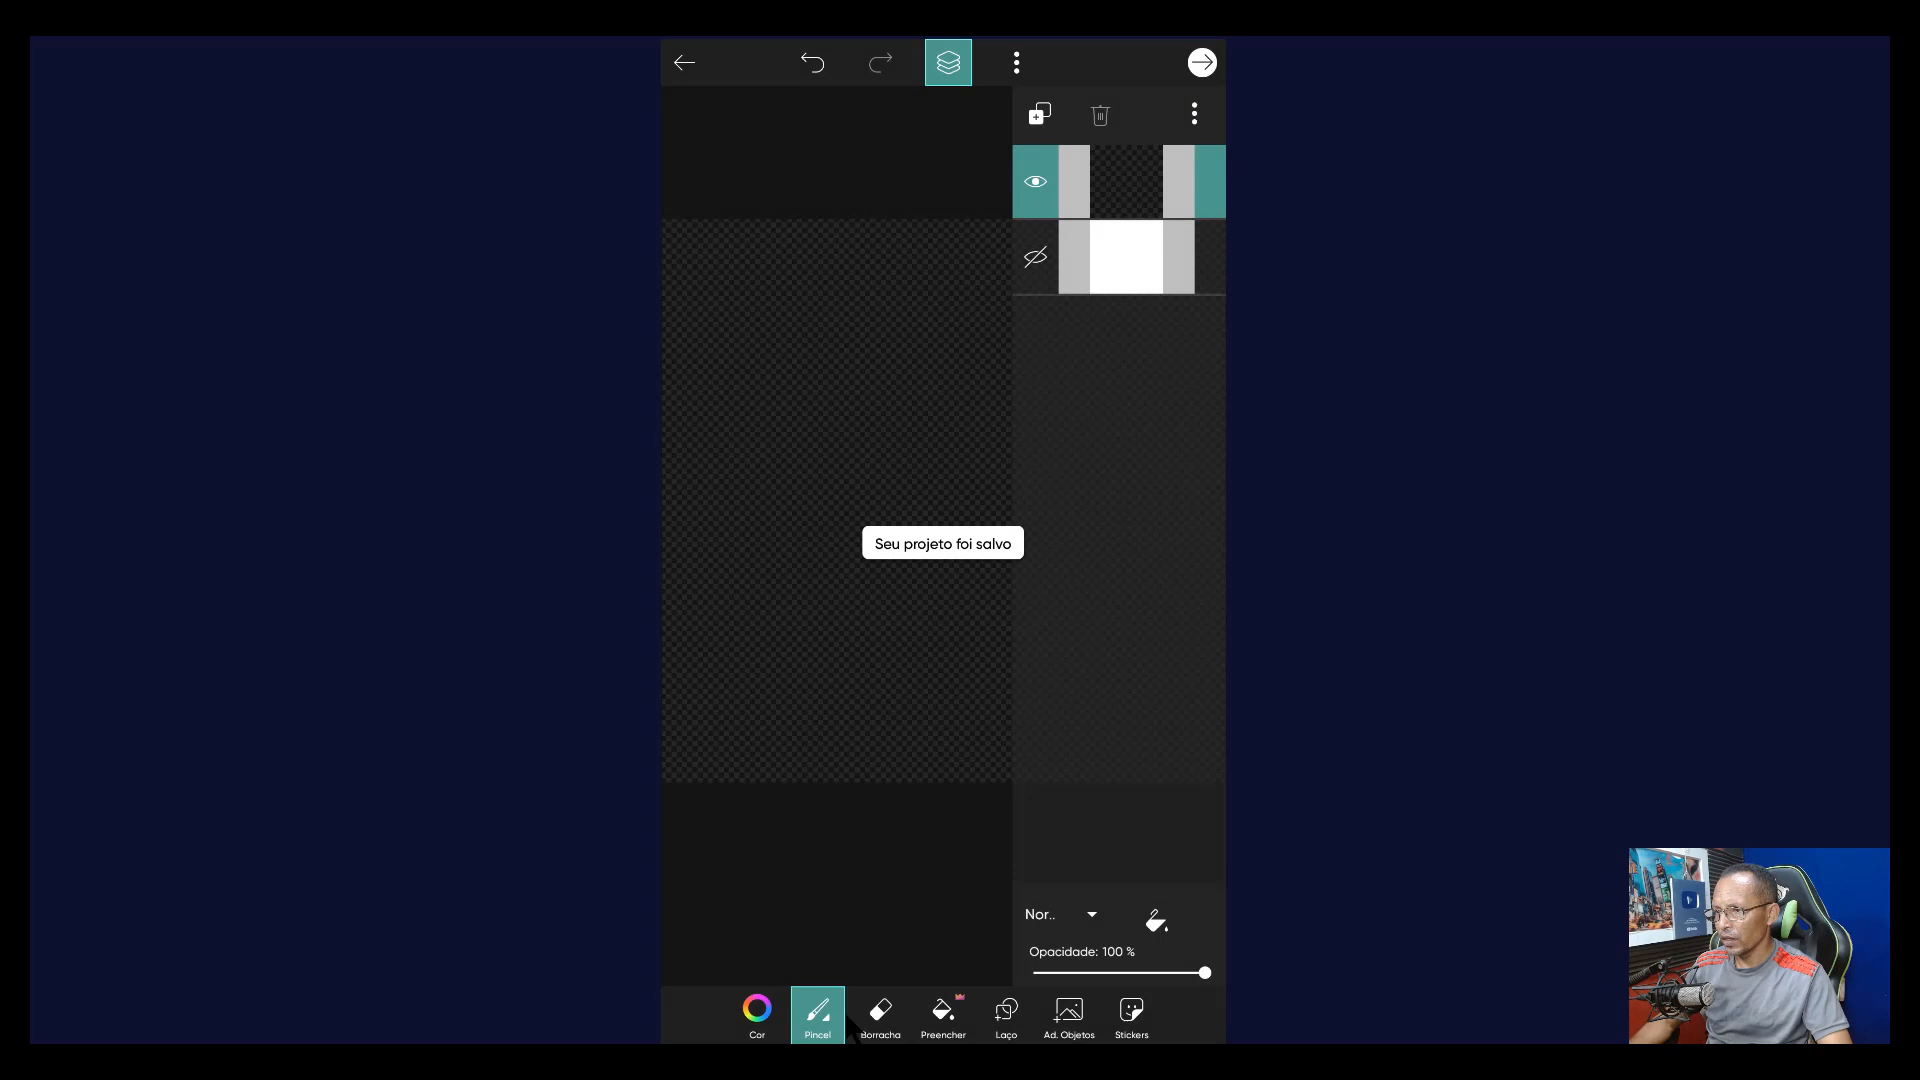 Seu projeto foi salvo
Nor..
Opacidade: 100 %
Cor
Pincel
Borracha
Preencher
Laço
Ad. Objetos
Stickers